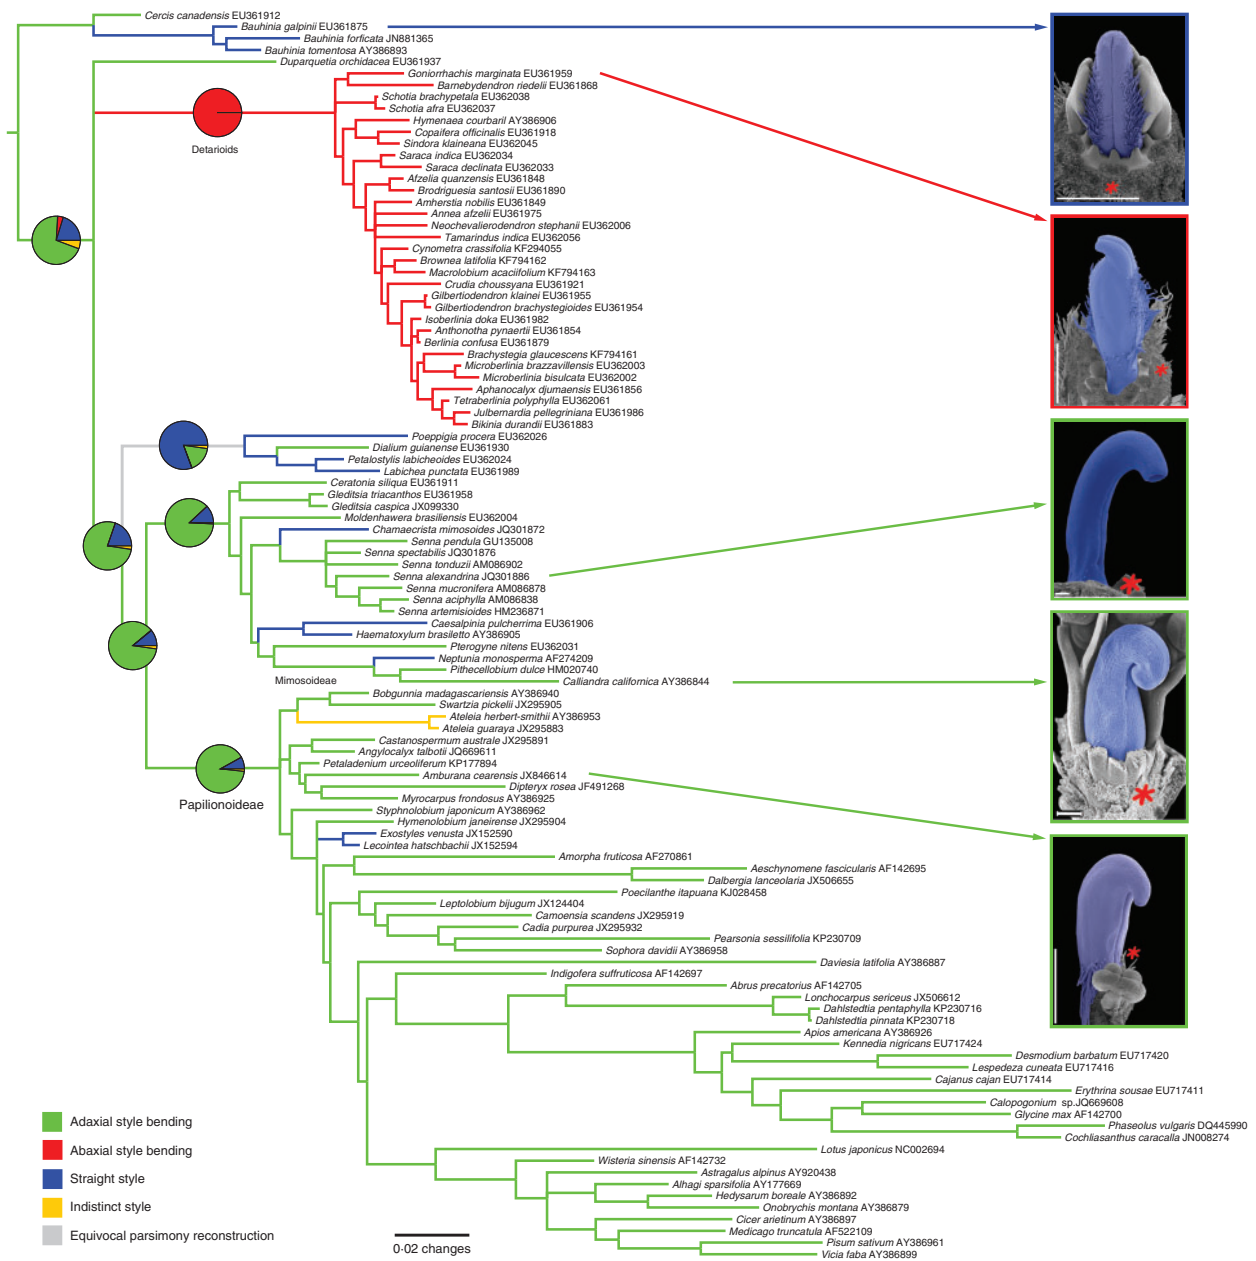 Cercis canadensis EU361912
Bauhinia galpinii EU361875
Bauhinia forficata JN881365
Bauhinia tomentosa AY386893
Duparquetia orchidacea EU361937
Goniorrhachis marginata EU361959
Barnebydendron riedelii EU361868
Schotia brachypetala EU362038
Schotia afra EU362037
Hymenaea courbaril AY386906
Copaifera officinalis EU361918
Sindora klaineana EU362045
Detarioids
Saraca indica EU362034
Saraca declinata EU362033
Afzelia quanzensis EU361848
Brodriguesia santosii EU361890
Amherstia nobilis EU361849
Annea afzelii EU361975
Neochevalierodendron stephanii EU362006
Tamarindus indica EU362056
Cynometra crassifolia KF294055
Brownea latifolia KF794162
Macrolobium acaciifolium KF794163
Crudia choussyana EU361921
Gilbertiodendron klainei EU361955
Gilbertiodendron brachystegioides EU361954
Isoberlinia doka EU361982
Anthonotha pynaertii EU361854
Berlinia confusa EU361879
Brachystegia glaucescens KF794161
Microberlinia brazzavillensis EU362003
Microberlinia bisulcata EU362002
Aphanocalyx djumaensis EU361856
Tetraberlinia polyphylla EU362061
Julbernardia pellegriniana EU361986
Bikinia durandii EU361883
Poeppigia procera EU362026
Dialium guianense EU361930
Petalostylis labicheoides EU362024
Labichea punctata EU361989
Ceratonia siliqua EU361911
Gleditsia triacanthos EU361958
Gleditsia caspica JX099330
Moldenhawera brasiliensis EU362004
Chamaecrista mimosoides JQ301872
Senna pendula GU135008
Senna spectabilis JQ301876
Senna tonduzii AM086902
Senna alexandrina JQ301886
Senna mucronifera AM086878
Senna aciphylla AM086838
Senna artemisioides HM236871
Caesalpinia pulcherrima EU361906
Haematoxylum brasiletto AY386905
Pterogyne nitens EU362031
Neptunia monosperma AF274209
Pithecellobium dulce HM020740
Mimosoideae
Calliandra californica AY386844
Bobgunnia madagascariensis AY386940
Swartzia pickelii JX295905
Ateleia herbert-smithii AY386953
Ateleia guaraya JX295883
Castanospermum australe JX295891
Angylocalyx talbotii JQ669611
Petaladenium urceoliferum KP177894
Amburana cearensis JX846614
Dipteryx rosea JF491268
Myrocarpus frondosus AY386925
Papilionoideae
Styphnolobium japonicum AY386962
Hymenolobium janeirense JX295904
Exostyles venusta JX152590
Lecointea hatschbachii JX152594
Amorpha fruticosa AF270861
Aeschynomene fascicularis AF142695
Dalbergia lanceolaria JX506655
Poecilanthe itapuana KJ028458
Leptolobium bijugum JX124404
Camoensia scandens JX295919
Cadia purpurea JX295932
Pearsonia sessilifolia KP230709
Sophora davidii AY386958
Daviesia latifolia AY386887
Indigofera suffruticosa AF142697
Abrus precatorius AF142705
Lonchocarpus sericeus JX506612
Dahlstedtia pentaphylla KP230716
Dahlstedtia pinnata KP230718
Apios americana AY386926
Kennedia nigricans EU717424
Desmodium barbatum EU717420
Lespedeza cuneata EU717416
Cajanus cajan EU717414
Erythrina sousae EU717411
Calopogonium sp.JQ669608
Glycine max AF142700
Phaseolus vulgaris DQ445990
Cochliasanthus caracalla JN008274
Lotus japonicus NC002694
Wisteria sinensis AF142732
Astragalus alpinus AY920438
Alhagi sparsifolia AY177669
Hedysarum boreale AY386892
Onobrychis montana AY386879
Cicer arietinum AY386897
Medicago truncatula AF522109
Pisum sativum AY386961
Vicia faba AY386899
Adaxial style bending
Abaxial style bending
Straight style
Indistinct style
Equivocal parsimony reconstruction
0·02 changes